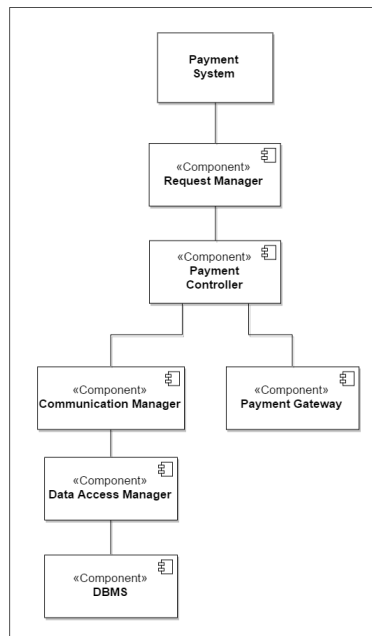 Payment
System
«Component»
Request Manager
«Component»
Payment
Controller
«Component»
Communication Manager
«Component»
Payment Gateway
«Component»
Data Access Manager
«Component»
DBMS